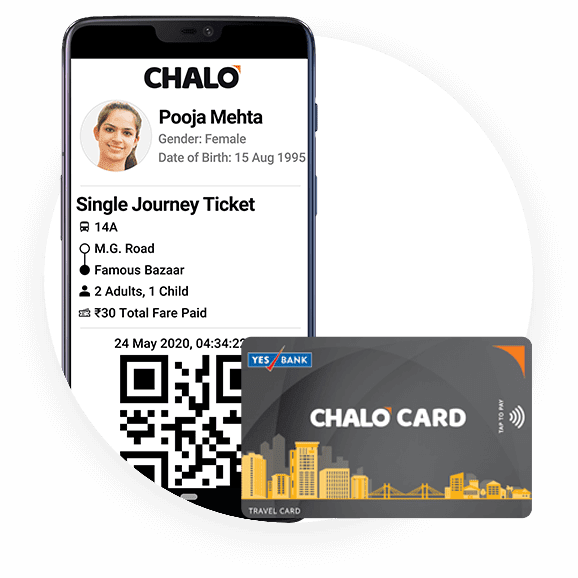 CHALO
Pooja Mehta
Gender: Female
Date of Birth: 15 Aug 1995
Single Journey Ticket
14A
M.G. Road
Famous Bazaar
2 Adults, 1 Child
₹30 Total Fare Paid
24 May 2020, 04:34:22
YES BANK
CHALO CARD
TAP TO PAY
TRAVEL CARD